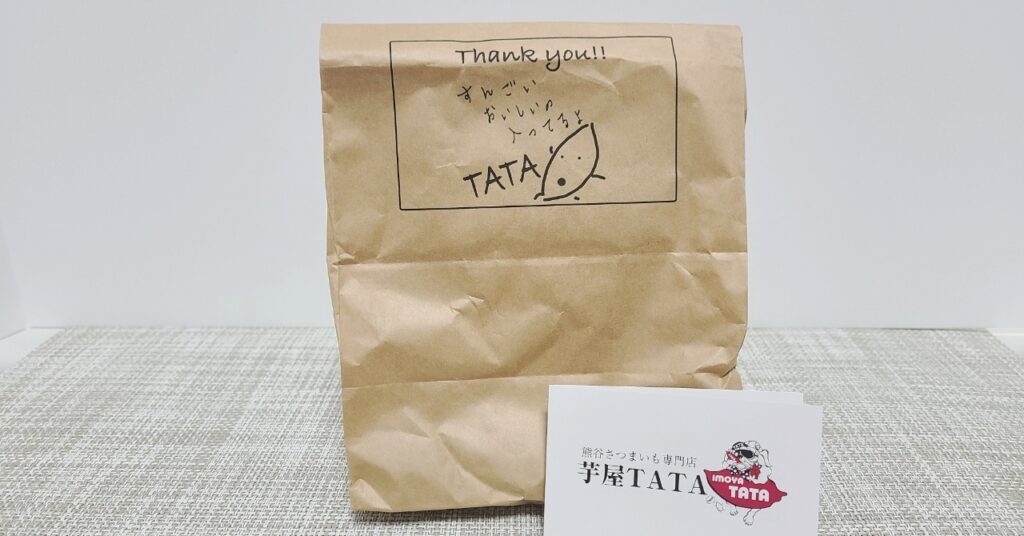 Thank you!!
すんごい
おいしいの
入ってるよ
TATA
熊谷さつまいも専門店
芋屋TATA
IMOYA
TATA